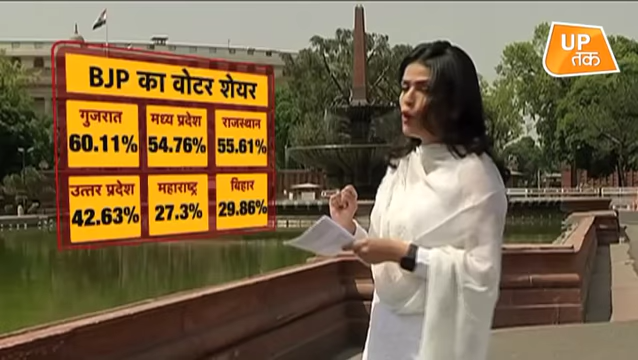 BJP का वोटर शेयर
गुजरात
60.11%
मध्य प्रदेश
54.76%
राजस्थान
55.61%
उत्तर प्रदेश
42.63%
महाराष्ट्र
27.3%
बिहार
29.86%
UP
तक